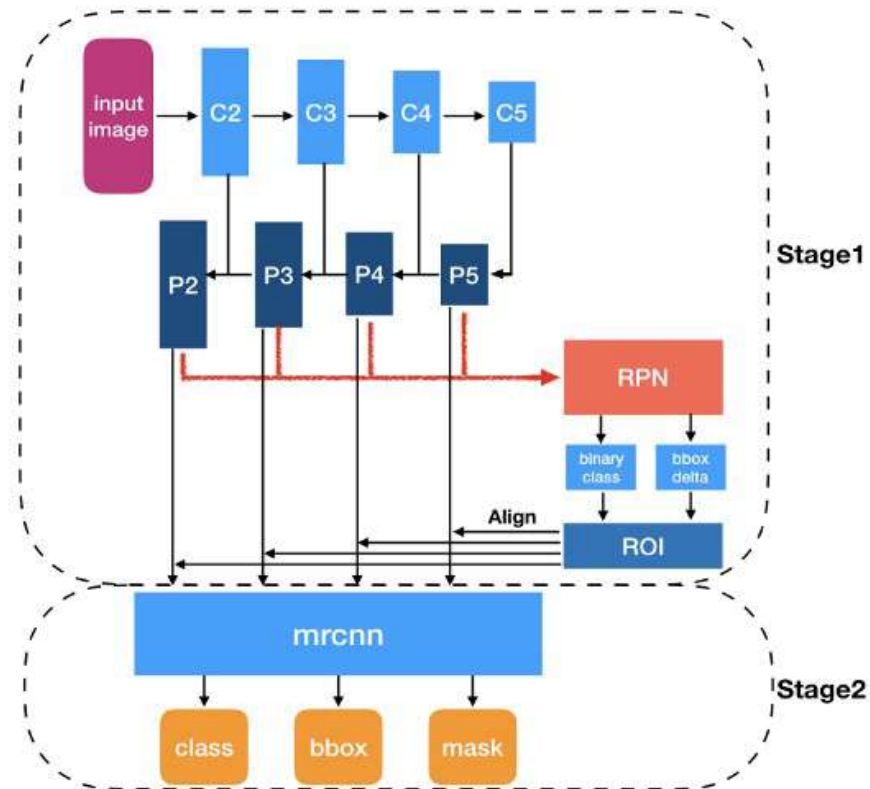 input
image
C2
C3
C4
C5
P2
P3
P4
P5
Stage1
RPN
binary
class
bbox
delta
Align
ROI
mrcnn
Stage2
class
bbox
mask